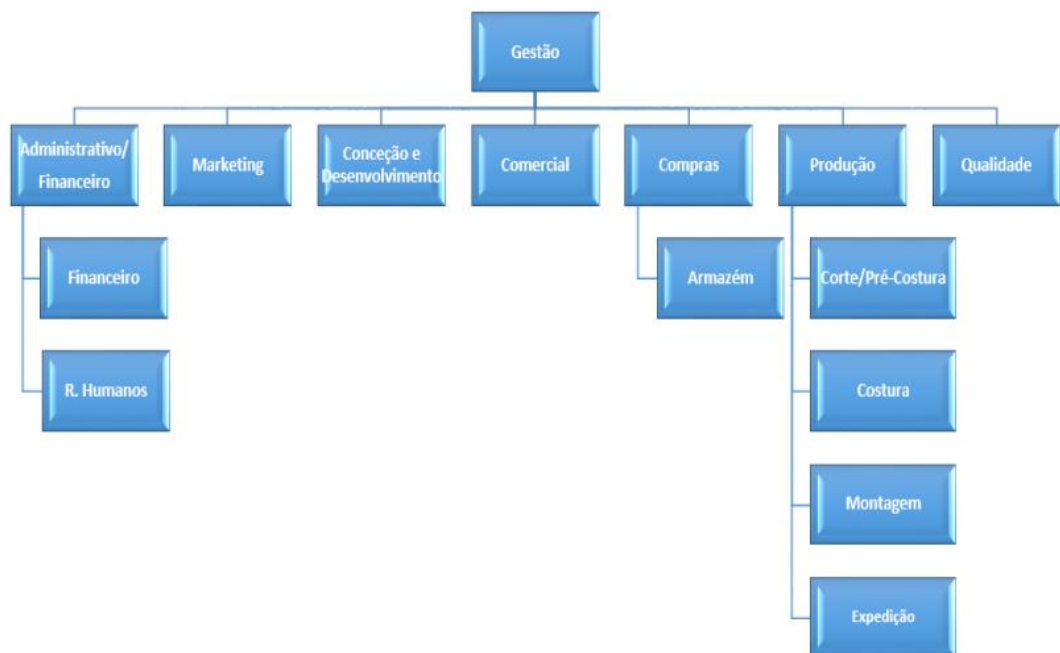 Gestão
Administrativo/
Financeiro
Marketing
Conceção e
Desenvolvimento
Comercial
Compras
Produção
Qualidade
Financeiro
Armazém
Corte/Pré-Costura
R. Humanos
Costura
Montagem
Expedição